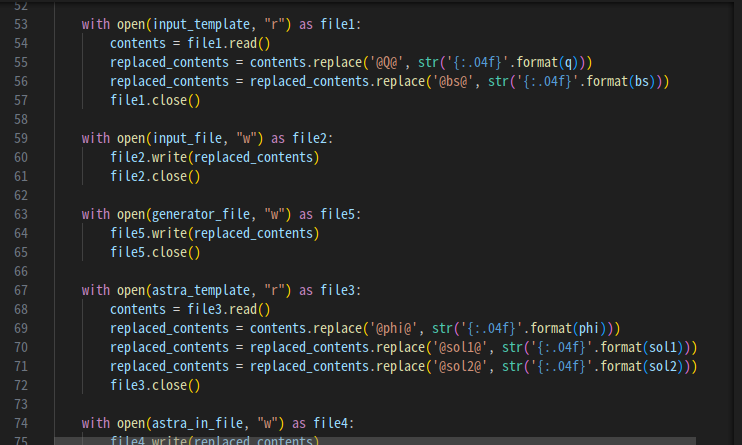 52
53 with open(input_template, "r") as file1:
54 contents = file1.read()
55 replaced_contents = contents.replace('@Q@', str('{:.04f}'.format(q)))
56 replaced_contents = replaced_contents.replace('@bs@', str('{:.04f}'.format(bs)))
57 file1.close()
58
59 with open(input_file, "w") as file2:
60 file2.write(replaced_contents)
61 file2.close()
62
63 with open(generator_file, "w") as file5:
64 file5.write(replaced_contents)
65 file5.close()
66
67 with open(astra_template, "r") as file3:
68 contents = file3.read()
69 replaced_contents = contents.replace('@phi@', str('{:.04f}'.format(phi)))
70 replaced_contents = replaced_contents.replace('@sol1@', str('{:.04f}'.format(sol1)))
71 replaced_contents = replaced_contents.replace('@sol2@', str('{:.04f}'.format(sol2)))
72 file3.close()
73
74 with open(astra_in_file, "w") as file4:
75 file4.write(replaced_contents)